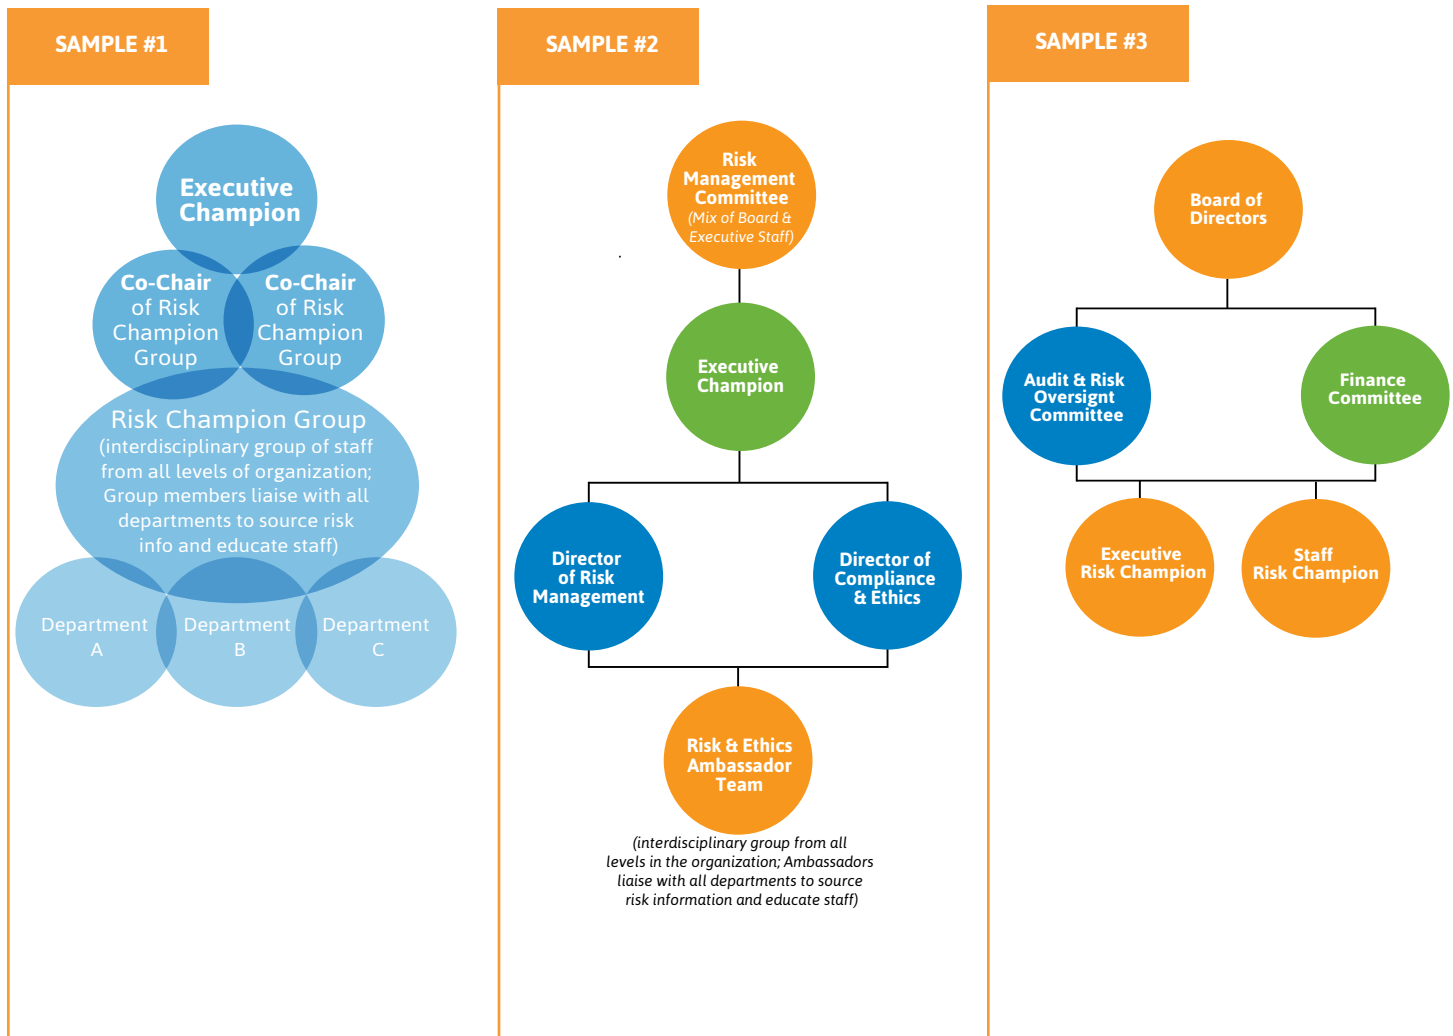 SAMPLE #1
Executive
Champion
Co-Chair
of Risk
Champion
Group
Co-Chair
of Risk
Champion
Group
Risk Champion Group
(interdisciplinary group of staff
from all levels of organization;
Group members liaise with all
departments to source risk
info and educate staff)
Department
A
Department
B
Department
C
SAMPLE #2
Risk
Management
Committee
(Mix of Board &
Executive Staff)
Executive
Champion
Director
of Risk
Management
Director of
Compliance
& Ethics
Risk & Ethics
Ambassador
Team
(interdisciplinary group from all
levels in the organization; Ambassadors
liaise with all departments to source
risk information and educate staff)
SAMPLE #3
Board of
Directors
Audit & Risk
Oversignt
Committee
Finance
Committee
Executive
Risk Champion
Staff
Risk Champion